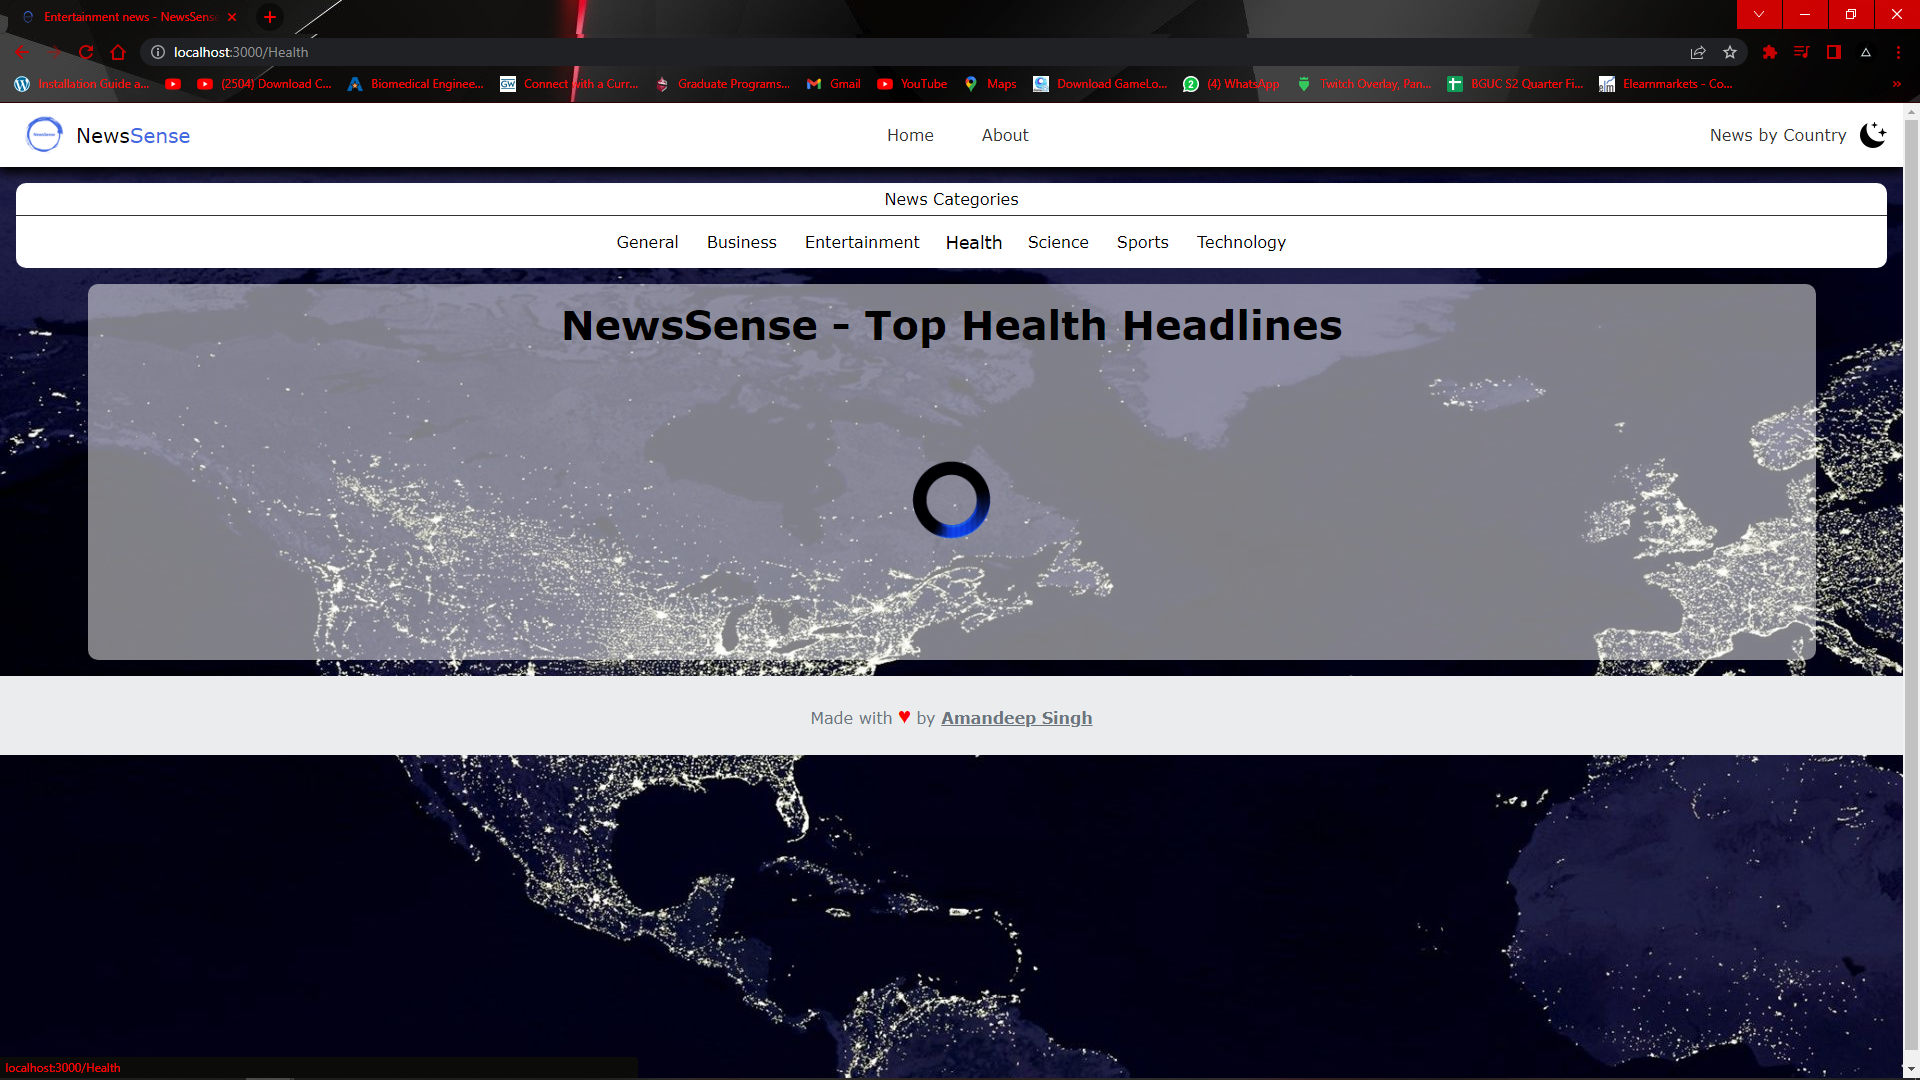 Entertainment news - NewsSense
localhost:3000/Health
Installation Guide a...
(2504) Download C...
Biomedical Enginee...
GW
Connect with a Curr...
Graduate Programs...
Gmail
YouTube
Maps
Download GameLo...
2
(4) WhatsApp
Twitch Overlay, Pan...
BGUC S2 Quarter Fi...
Elearnmarkets - Co...
»
NewsSense
NewsSense
Home
About
News by Country
News Categories
General
Business
Entertainment
Health
Science
Sports
Technology
NewsSense - Top Health Headlines
Made with ♥ by Amandeep Singh
localhost:3000/Health